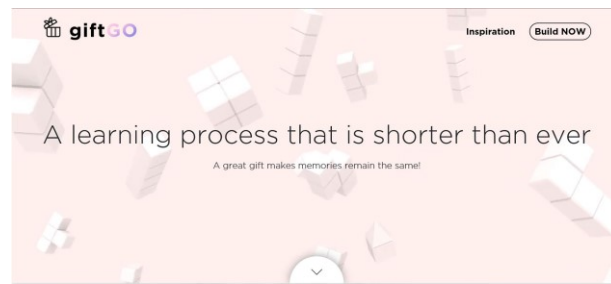 giftGO
Inspiration
Build NOW
A learning process that is shorter than ever
A great gift makes memories remain the same!